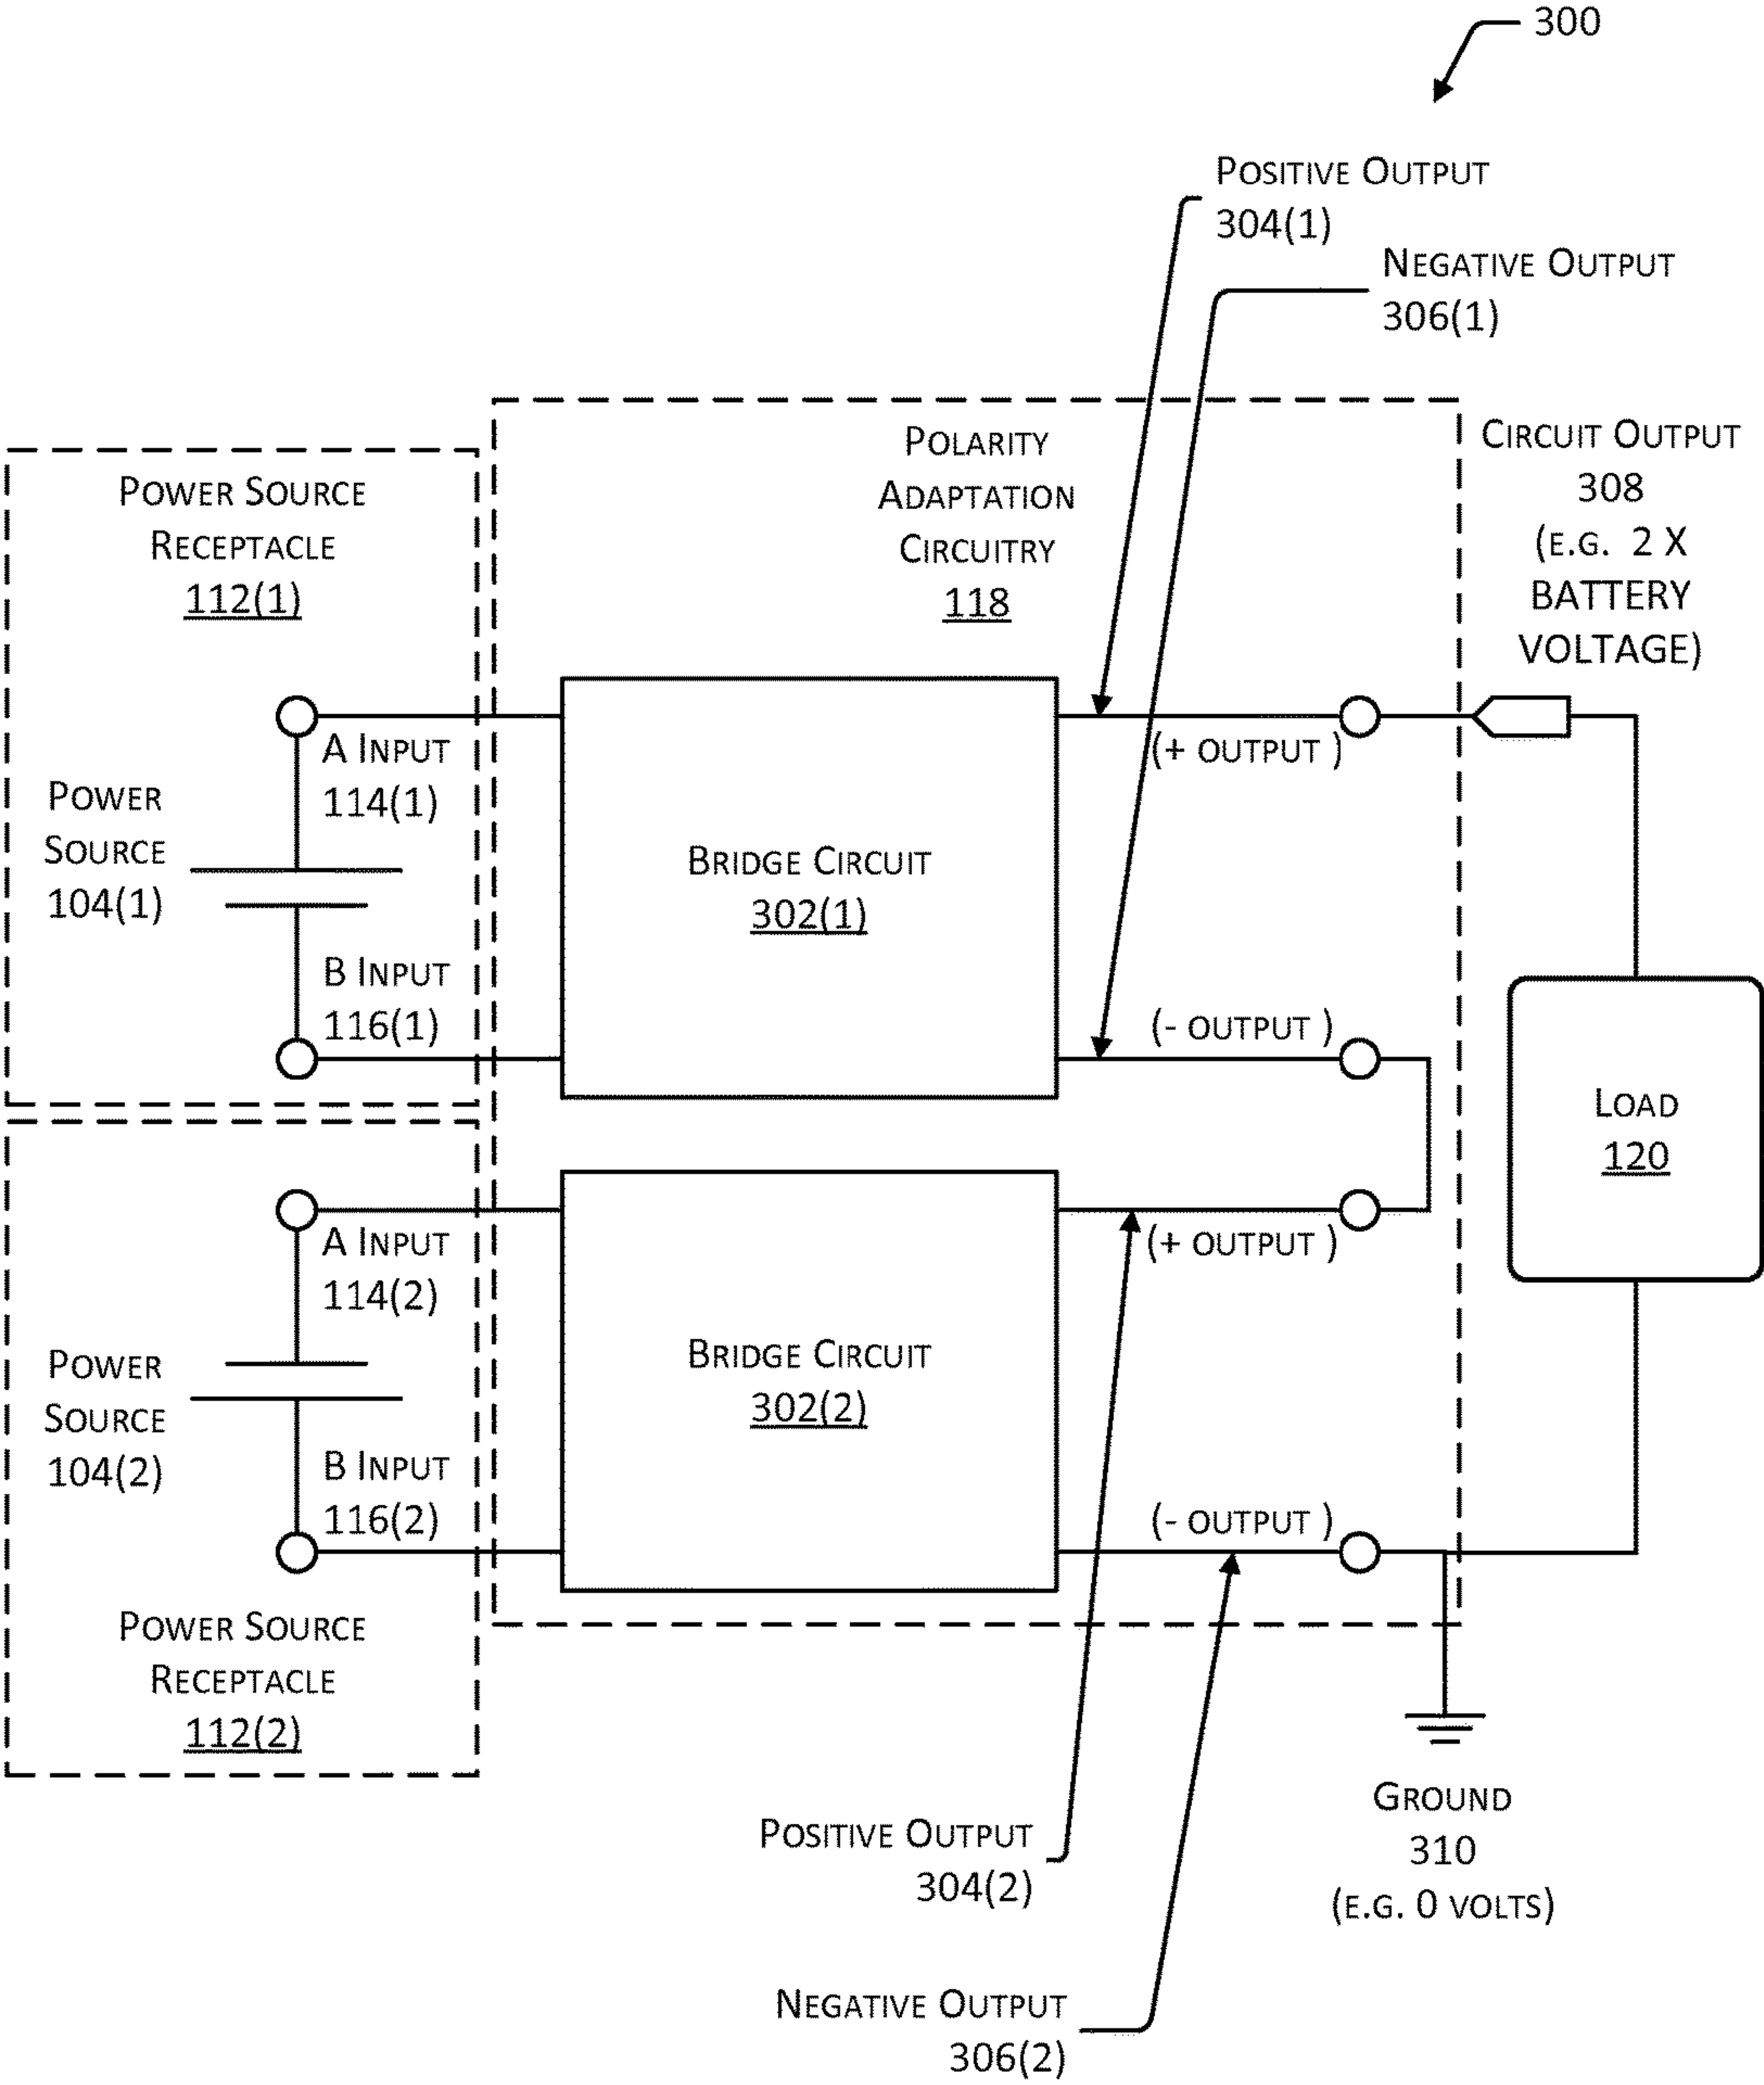 300
Positive Output
304(1)
Negative Output
306(1)
Polarity
Adaptation
Circuitry
118
Circuit Output
308
(e.g. 2 X
BATTERY
VOLTAGE)
Power Source
Receptacle
112(1)
A Input
114(1)
Power
Source
104(1)
B Input
116(1)
Bridge Circuit
302(1)
(+ output )
(- output )
Load
120
A Input
114(2)
Power
Source
104(2)
B Input
116(2)
Power Source
Receptacle
112(2)
Bridge Circuit
302(2)
(+ output )
(- output )
Ground
310
(e.g. 0 volts)
Positive Output
304(2)
Negative Output
306(2)